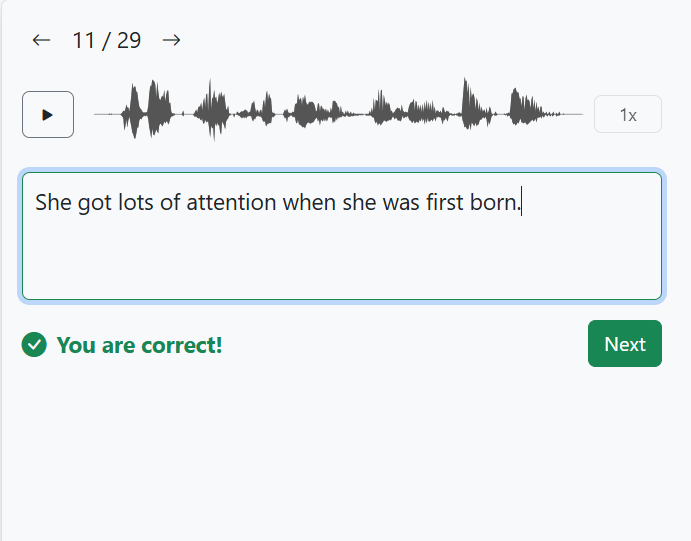 ← 11 / 29 →
1x
She got lots of attention when she was first born.
You are correct!
Next